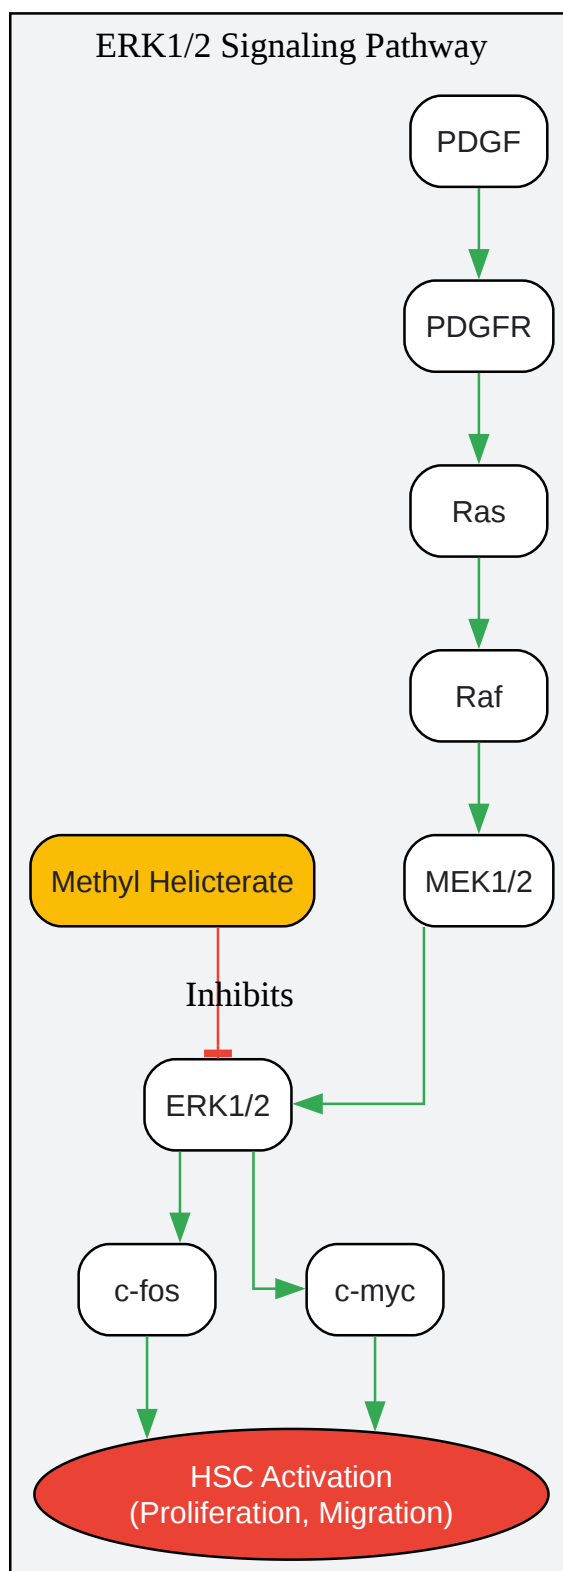 ERK1/2 Signaling Pathway
PDGF
PDGFR
Ras
Raf
Methyl Helicterate
MEK1/2
Inhibits
ERK1/2
c-fos
c-myc
HSC Activation
(Proliferation, Migration)